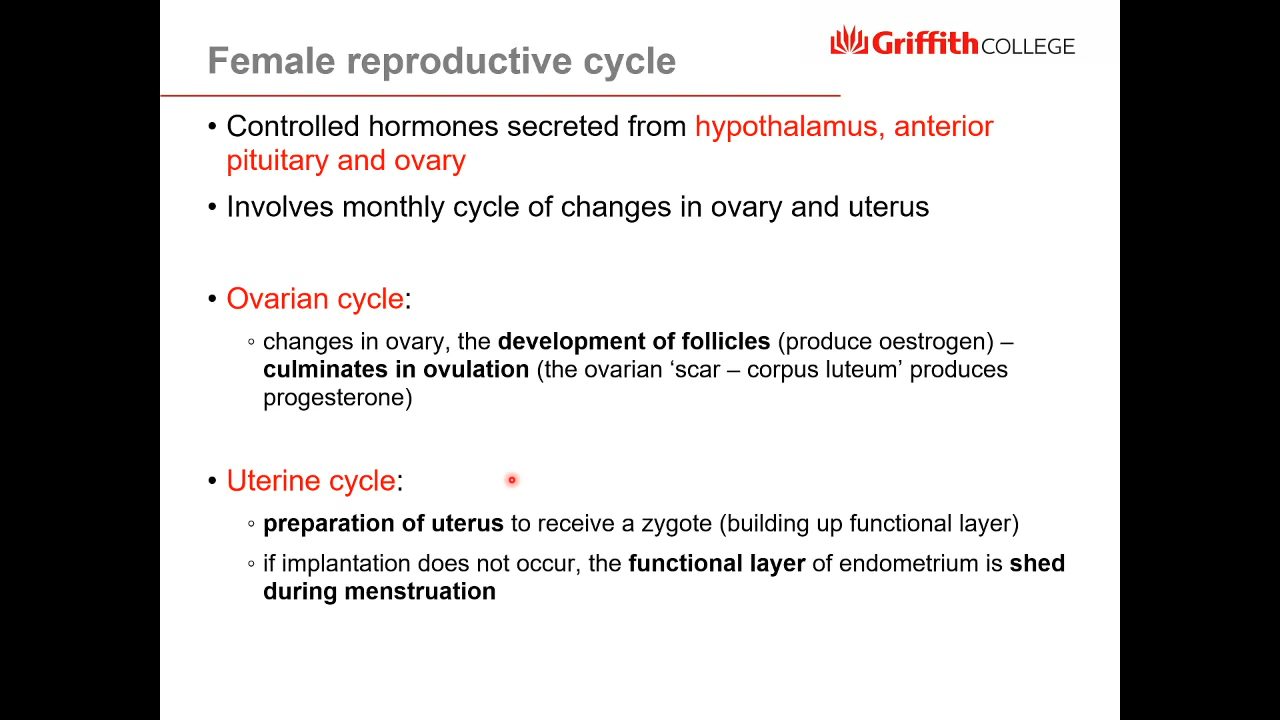 Female reproductive cycle
Griffith COLLEGE
• Controlled hormones secreted from hypothalamus, anterior
pituitary and ovary
• Involves monthly cycle of changes in ovary and uterus
• Ovarian cycle:
◦ changes in ovary, the development of follicles (produce oestrogen) –
culminates in ovulation (the ovarian ‘scar – corpus luteum’ produces
progesterone)
• Uterine cycle:
◦ preparation of uterus to receive a zygote (building up functional layer)
◦ if implantation does not occur, the functional layer of endometrium is shed
during menstruation